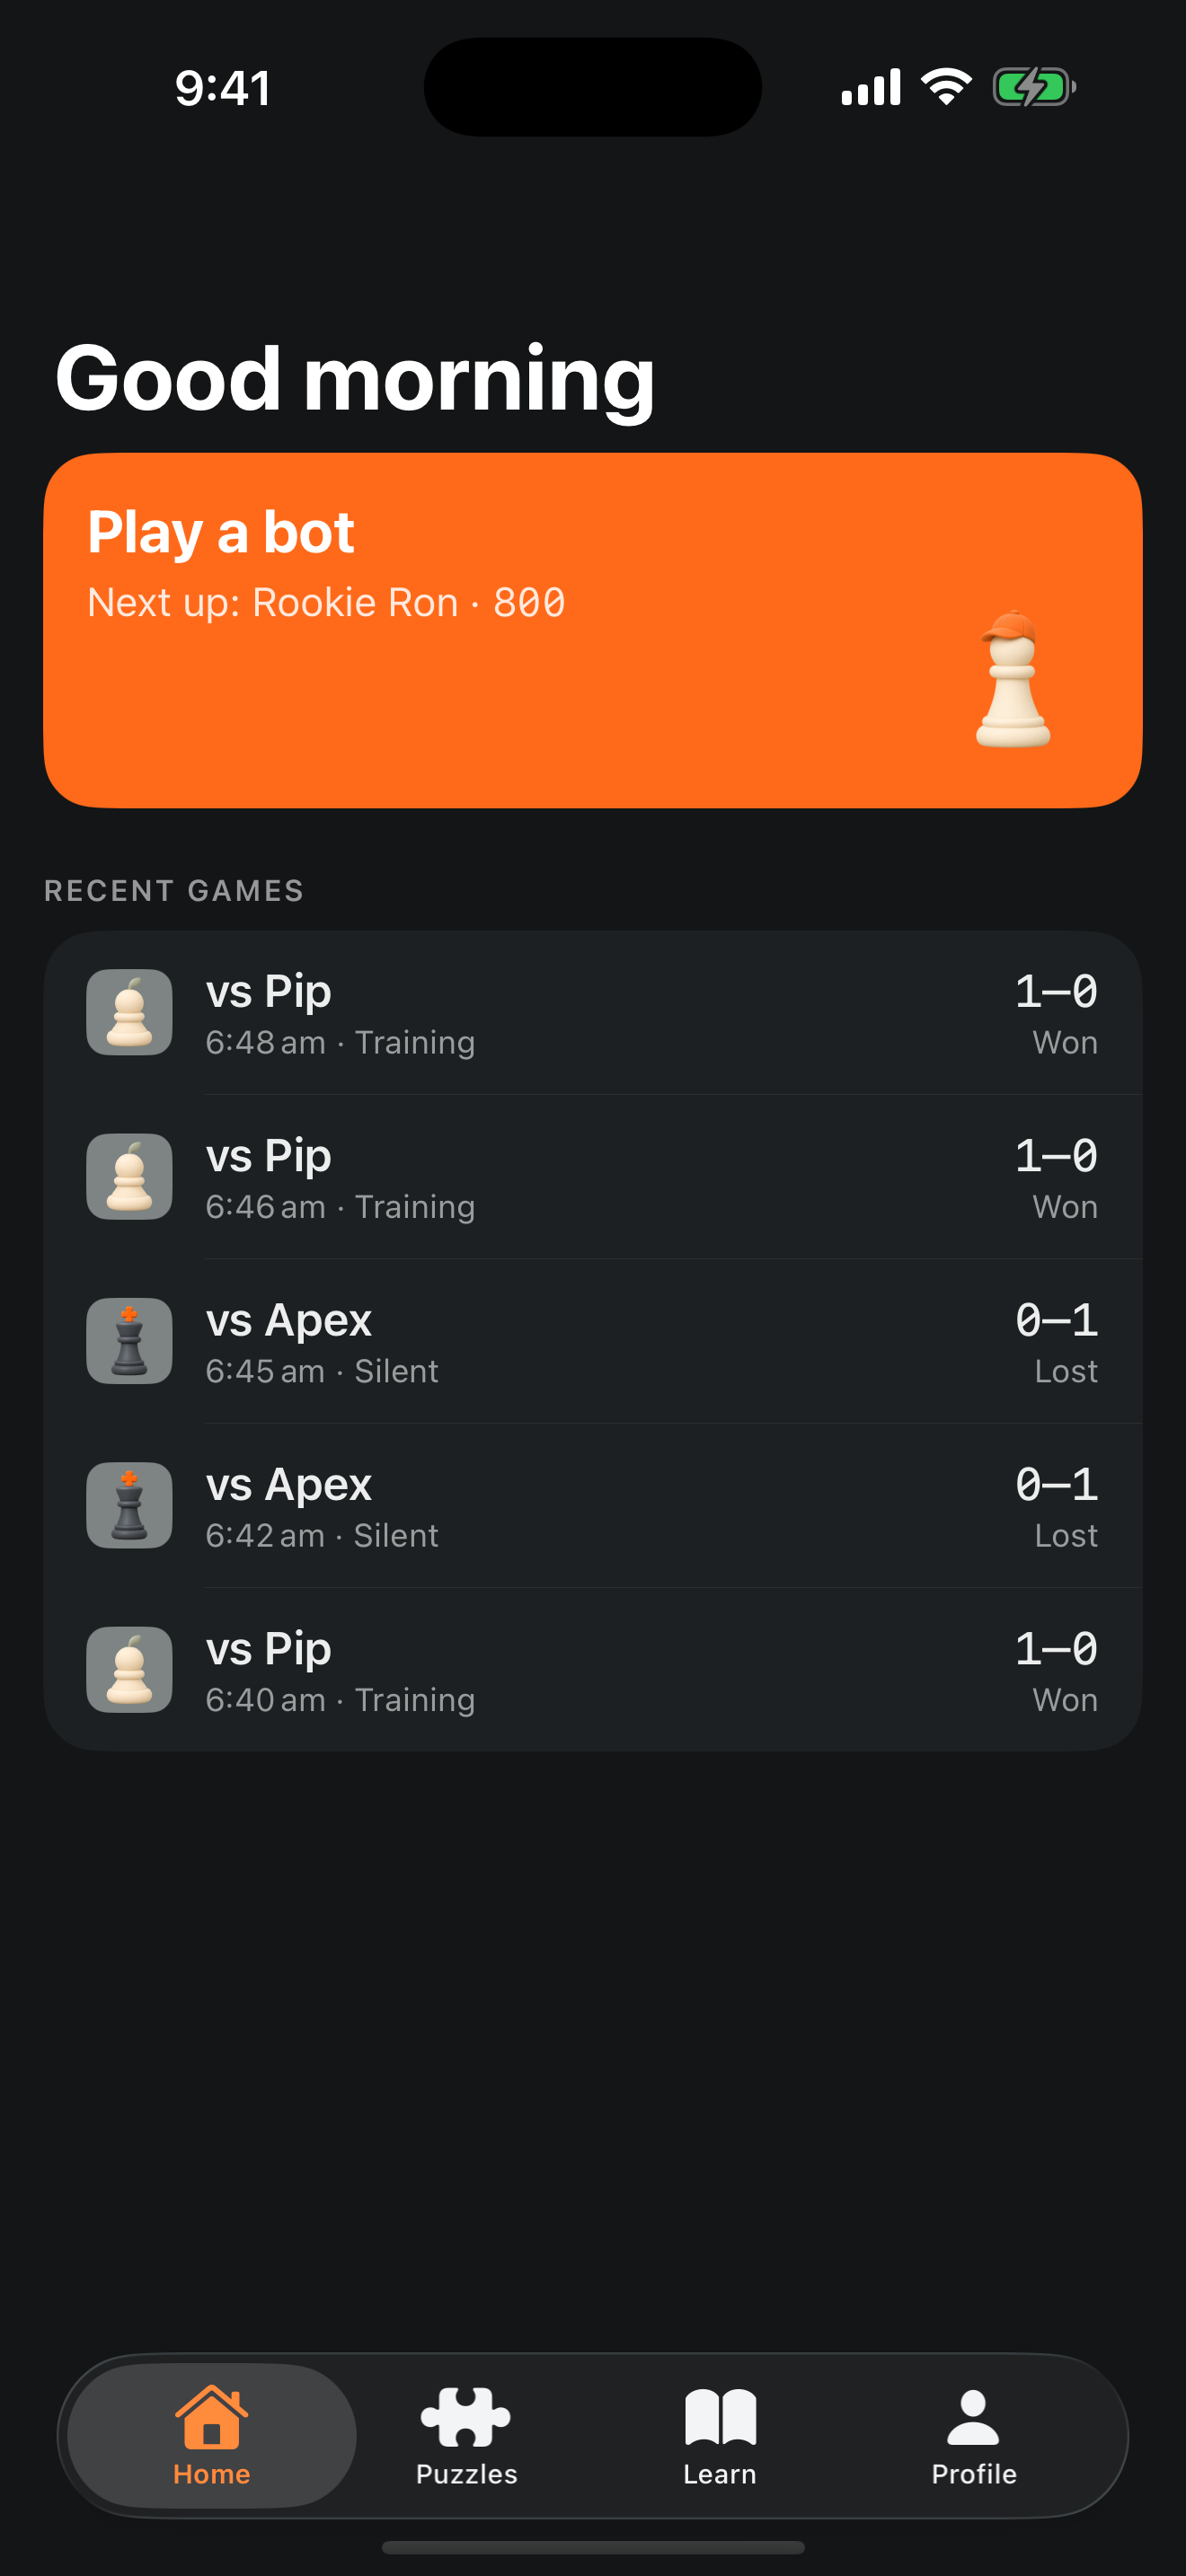 9:41
Good morning
Play a bot
Next up: Rookie Ron · 800
RECENT GAMES
vs Pip
1–0
6:48 am · Training
Won
vs Pip
1–0
6:46 am · Training
Won
vs Apex
0–1
6:45 am · Silent
Lost
vs Apex
0–1
6:42 am · Silent
Lost
vs Pip
1–0
6:40 am · Training
Won
Home
Puzzles
Learn
Profile